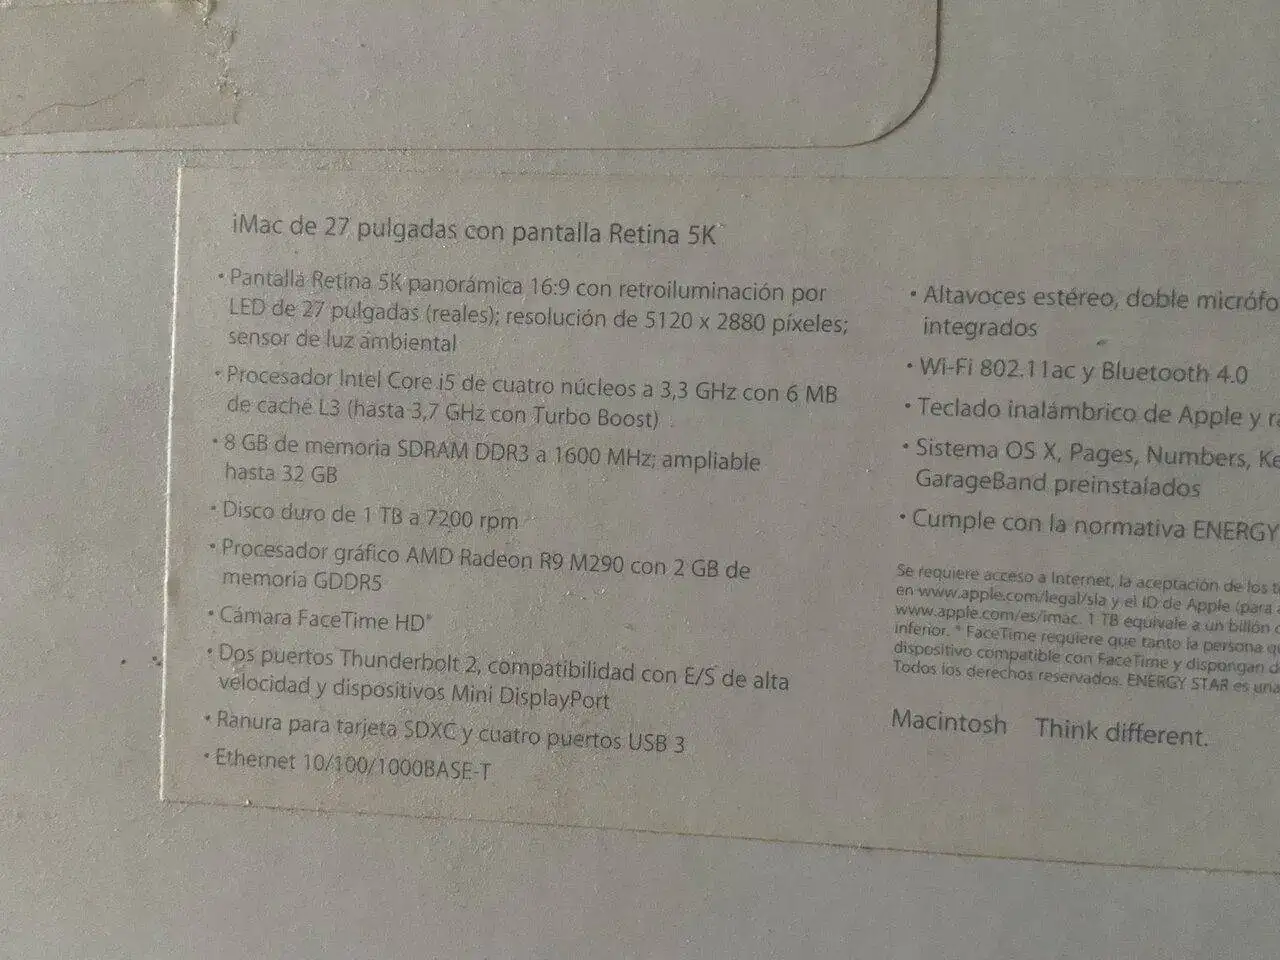 iMac de 27 pulgadas con pantalla Retina 5K
• Pantalla Retina 5K panorámica 16:9 con retroiluminación por
LED de 27 pulgadas (reales); resolución de 5120 x 2880 píxeles;
sensor de luz ambiental
• Procesador Intel Core i5 de cuatro núcleos a 3,3 GHz con 6 MB
de caché L3 (hasta 3,7 GHz con Turbo Boost)
• 8 GB de memoria SDRAM DDR3 a 1600 MHz; ampliable
hasta 32 GB
• Disco duro de 1 TB a 7200 rpm
• Procesador gráfico AMD Radeon R9 M290 con 2 GB de
memoria GDDR5
• Cámara FaceTime HD*
• Dos puertos Thunderbolt 2, compatibilidad con E/S de alta
velocidad y dispositivos Mini DisplayPort
• Ranura para tarjeta SDXC y cuatro puertos USB 3
• Ethernet 10/100/1000BASE-T
• Altavoces estéreo, doble micrófo
integrados
• Wi-Fi 802.11ac y Bluetooth 4.0
• Teclado inalámbrico de Apple y ra
• Sistema OS X, Pages, Numbers, Ke
GarageBand preinstalados
• Cumple con la normativa ENERGY
Se requiere acceso a Internet, la aceptación de los t
en www.apple.com/legal/sla y el ID de Apple (para
www.apple.com/es/imac. 1 TB equivale a un billón
inferior. * FaceTime requiere que tanto la persona qu
dispositivo compatible con FaceTime y dispongan d
Todos los derechos reservados. ENERGY STAR es una
Macintosh Think different.